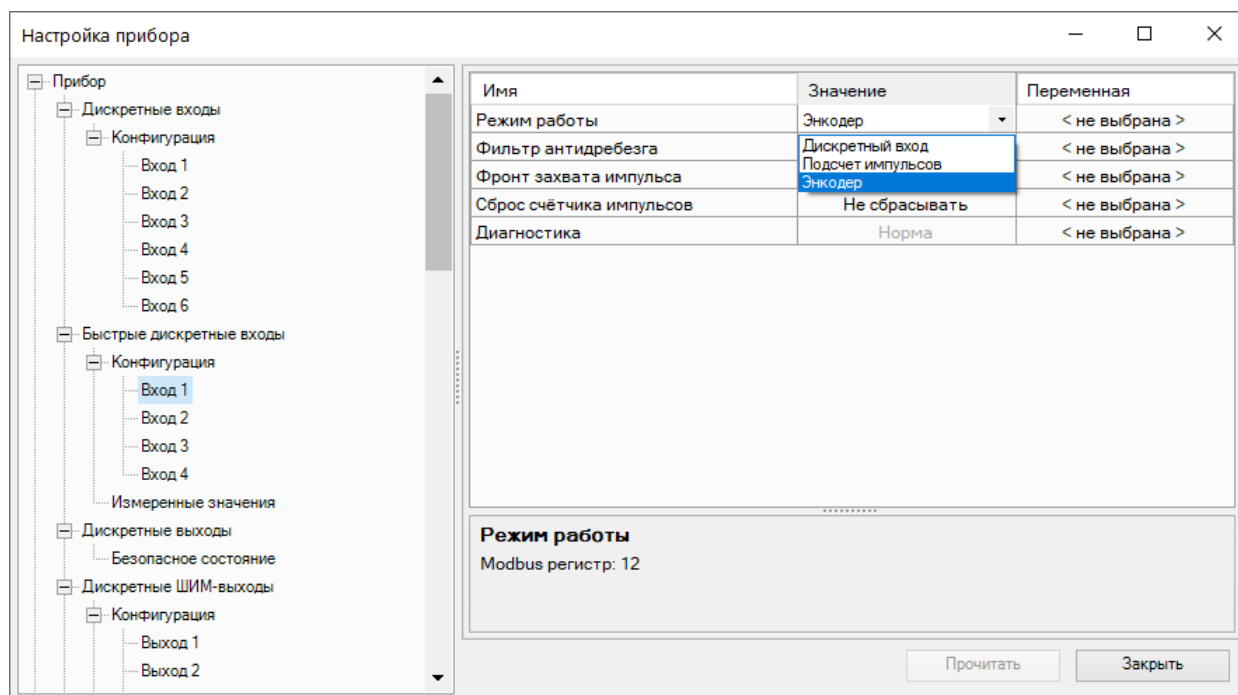 Настройка прибора
Прибор
Дискретные входы
Конфигурация
Вход 1
Вход 2
Вход 3
Вход 4
Вход 5
Вход 6
Быстрые дискретные входы
Конфигурация
Вход 1
Вход 2
Вход 3
Вход 4
Измеренные значения
Дискретные выходы
Безопасное состояние
Дискретные ШИМ-выходы
Конфигурация
Выход 1
Выход 2
Имя Значение Переменная
Режим работы Энкодер < не выбрана >
Фильтр антидребезга < не выбрана >
Фронт захвата импульса < не выбрана >
Сброс счётчика импульсов Не сбрасывать < не выбрана >
Диагностика Норма < не выбрана >
Дискретный вход
Подсчет импульсов
Энкодер
Режим работы
Modbus регистр: 12
Прочитать Закрыть